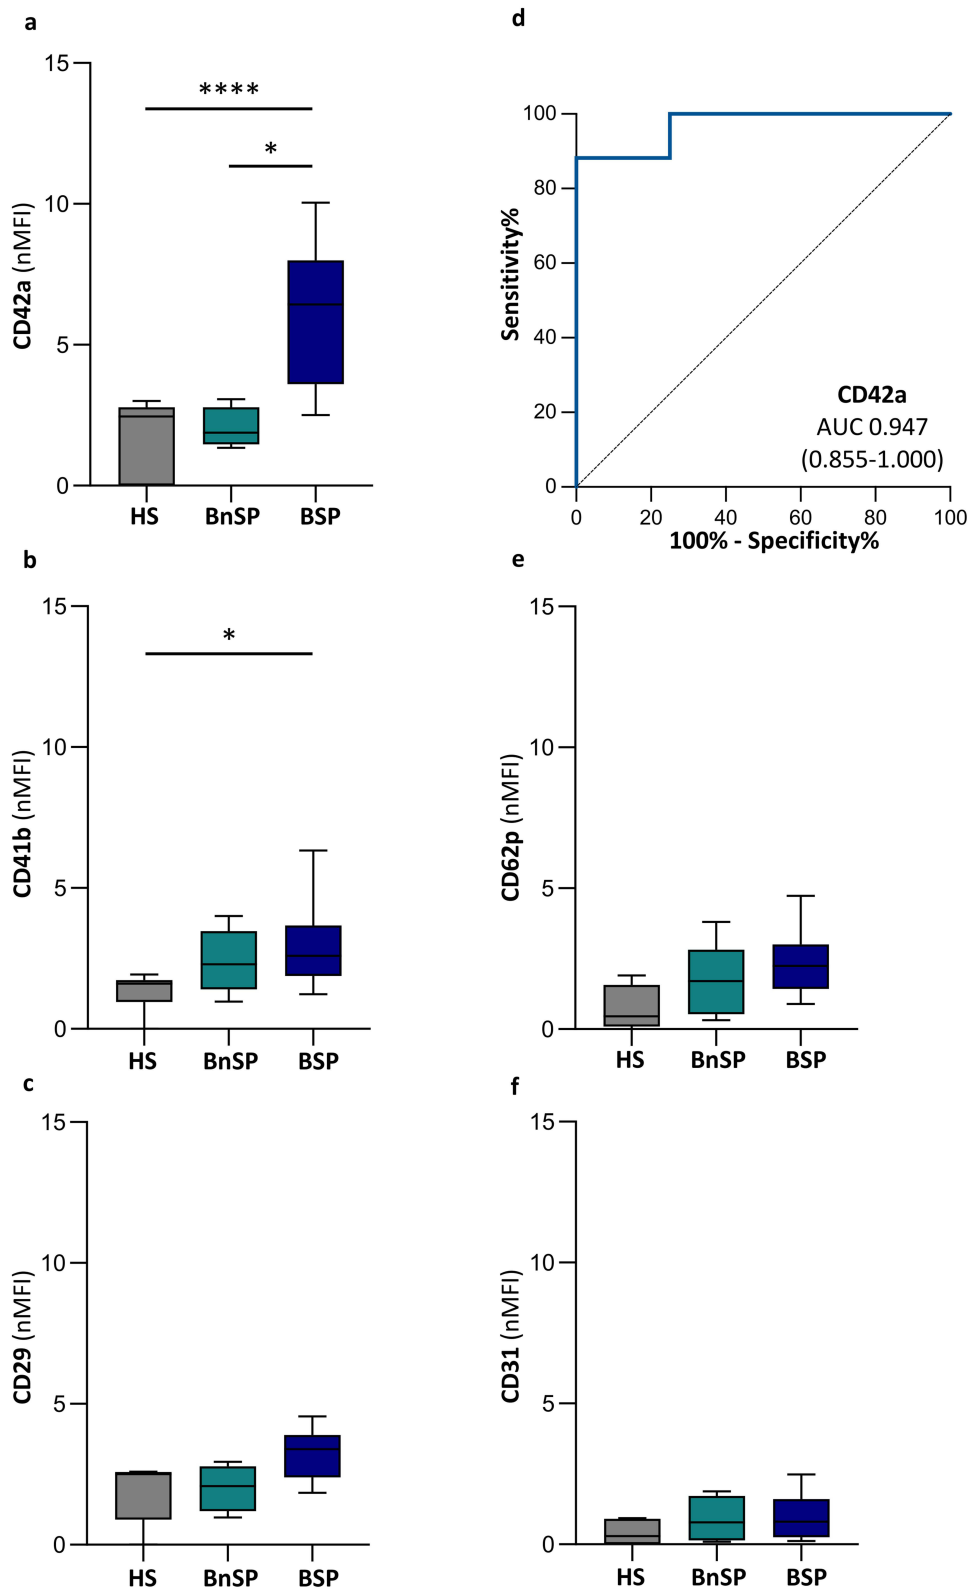 a
15
10
5
0
CD42a (nMFI)
****
*
HS BnSP BSP
d
100
80
60
40
20
0
Sensitivity%
CD42a
AUC 0.947
(0.855-1.000)
0 20 40 60 80 100
100% - Specificity%
b
15
10
5
0
CD41b (nMFI)
*
HS BnSP BSP
e
15
10
5
0
CD62p (nMFI)
HS BnSP BSP
c
15
10
5
0
CD29 (nMFI)
HS BnSP BSP
f
15
10
5
0
CD31 (nMFI)
HS BnSP BSP